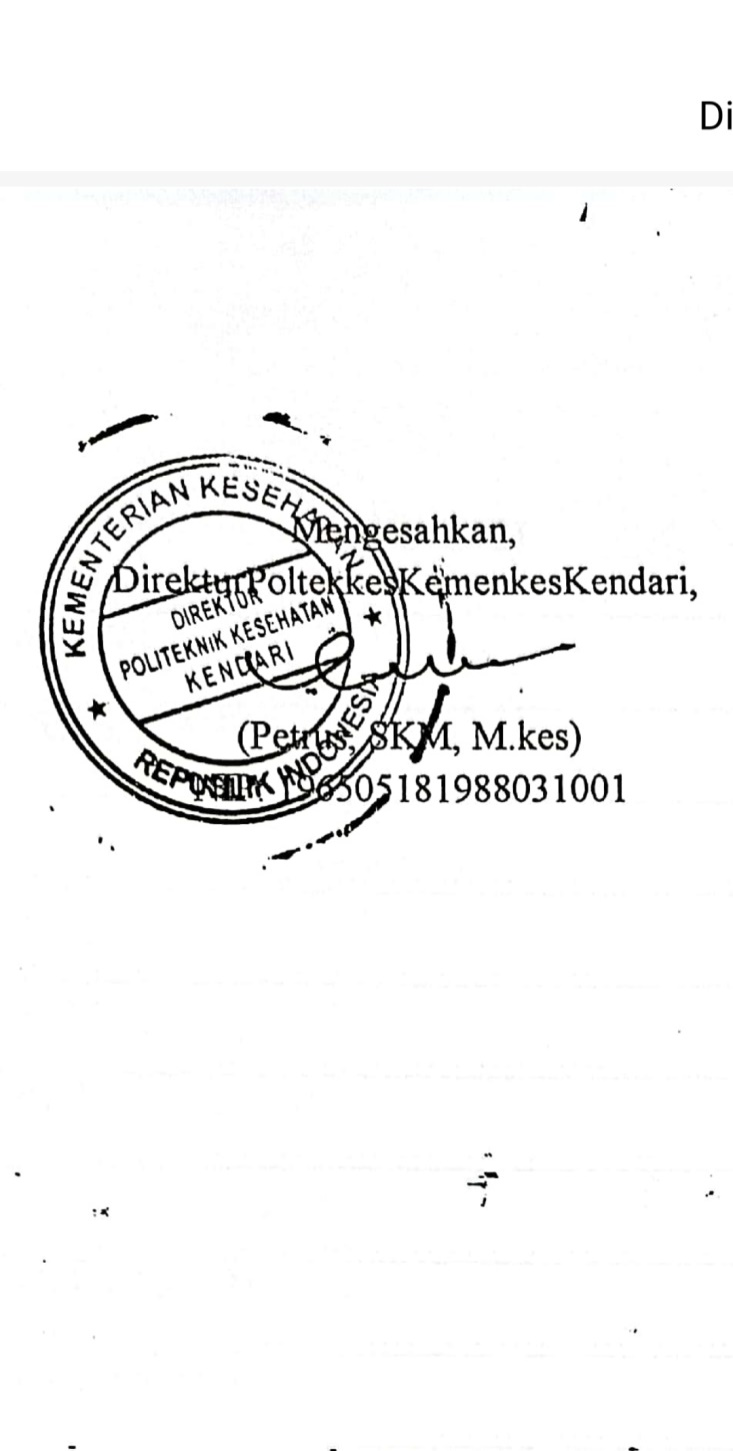 Di
Mengesahkan,
DirekturPoltekkesKemenkesKendari,
KEMENTERIAN KESEHATAN
DIREKTUR
POLITEKNIK KESEHATAN
KENDARI
REPUBLIK INDONESIA
(Petrus, SKM, M.kes)
NIP. 196505181988031001